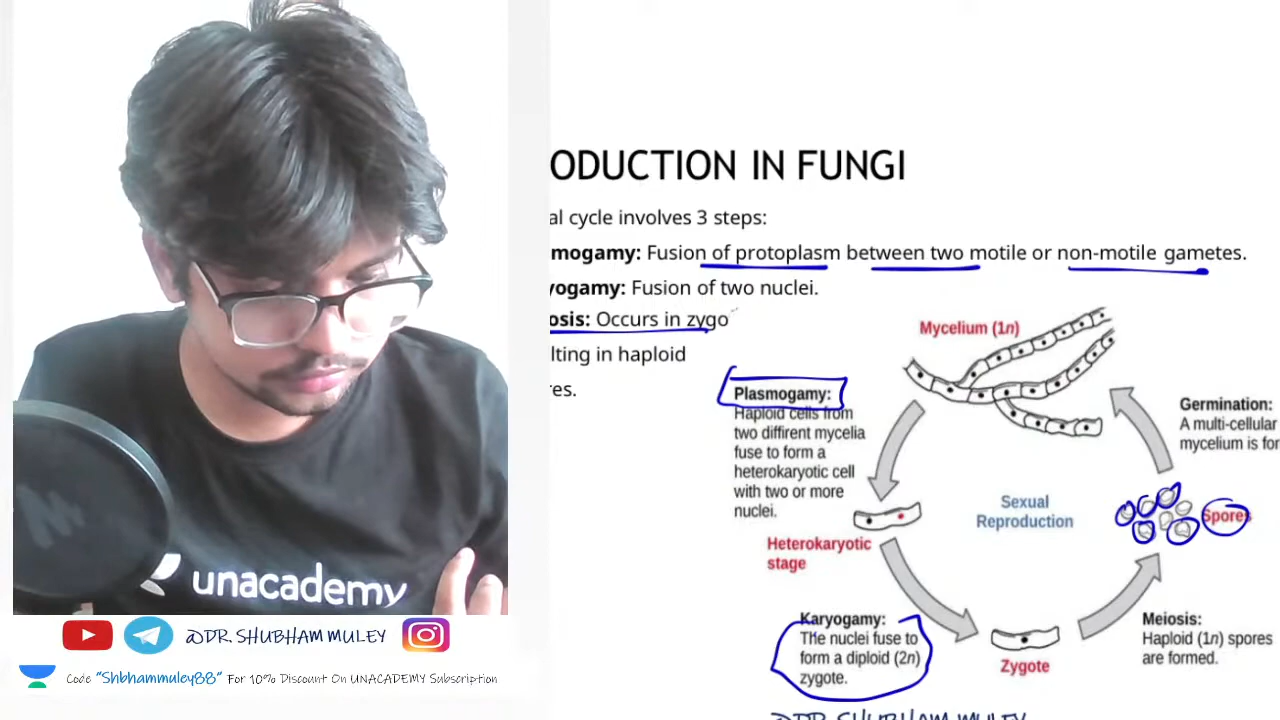 ODUCTION IN FUNGI
al cycle involves 3 steps:
mogamy: Fusion of protoplasm between two motile or non-motile gametes.
yogamy: Fusion of two nuclei.
osis: Occurs in zygo
lting in haploid
res.
Mycelium (1n)
Plasmogamy:
Haploid cells from
two diffirent mycelia
fuse to form a
heterokaryotic cell
with two or more
nuclei.
Germination:
A multi-cellular
mycelium is for
Sexual
Reproduction
Spores
Heterokaryotic
stage
Karyogamy:
The nuclei fuse to
form a diploid (2n)
zygote.
Zygote
Meiosis:
Haploid (1n) spores
are formed.
unacademy
@DR. SHUBHAM MULEY
Code "Shbhammuley88" For 10% Discount On UNACADEMY Subscription
@DR. SHUBHAM MULEY